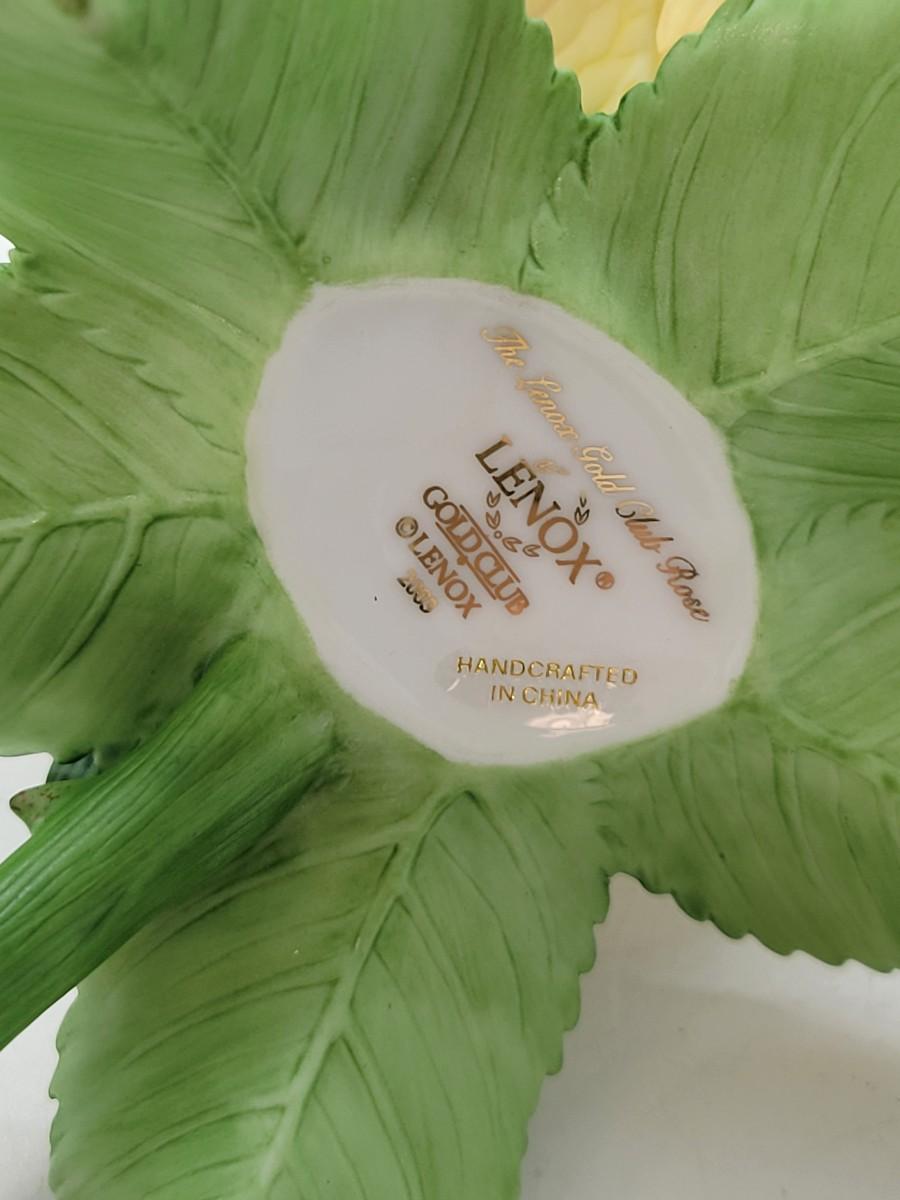 The Lenox Gold Club Rose
LENOX®
GOLD CLUB
© LENOX
HANDCRAFTED
IN CHINA